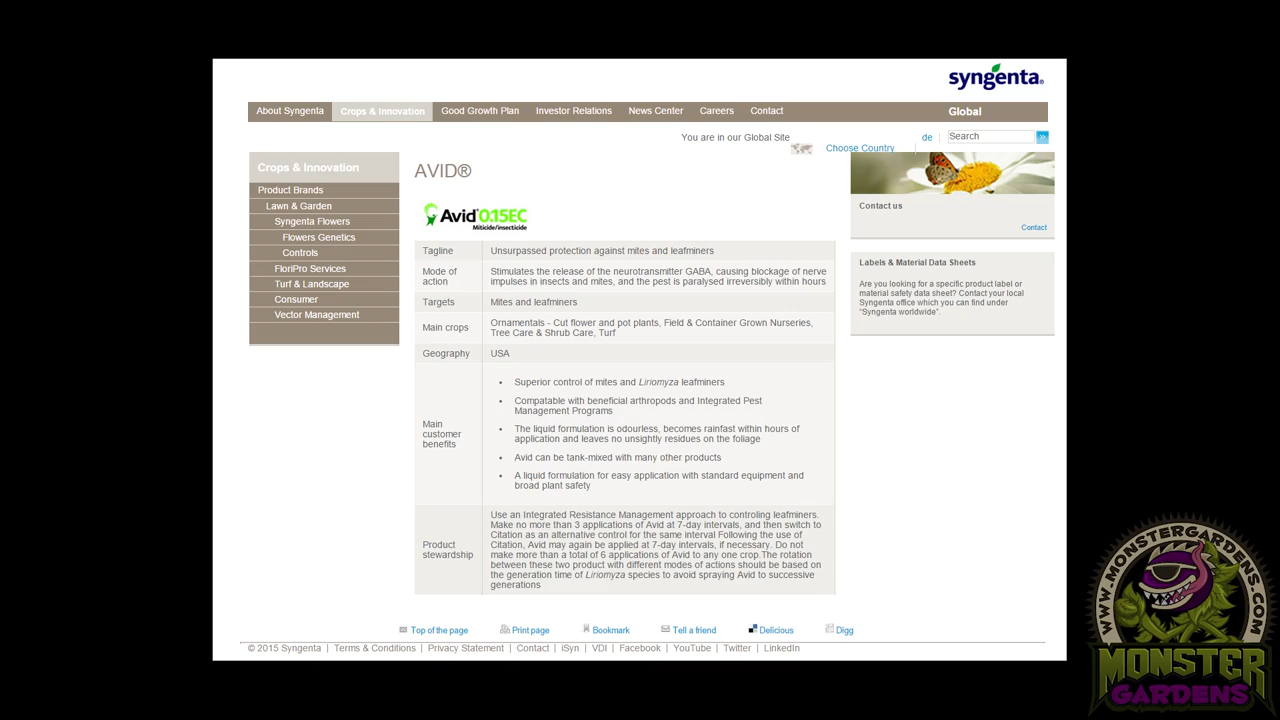 syngenta®
About Syngenta Crops & Innovation Good Growth Plan Investor Relations News Center Careers Contact Global
You are in our Global Site Choose Country de Search
Crops & Innovation
Product Brands
Lawn & Garden
Syngenta Flowers
Flowers Genetics
Controls
FloriPro Services
Turf & Landscape
Consumer
Vector Management
AVID®
Avid® 0.15EC
Miticide/insecticide
Tagline Unsurpassed protection against mites and leafminers
Mode of action Stimulates the release of the neurotransmitter GABA, causing blockage of nerve
impulses in insects and mites, and the pest is paralysed irreversibly within hours
Targets Mites and leafminers
Main crops Ornamentals - Cut flower and pot plants, Field & Container Grown Nurseries,
Tree Care & Shrub Care, Turf
Geography USA
Main customer benefits
• Superior control of mites and Liriomyza leafminers
• Compatable with beneficial arthropods and Integrated Pest
Management Programs
• The liquid formulation is odourless, becomes rainfast within hours of
application and leaves no unsightly residues on the foliage
• Avid can be tank-mixed with many other products
• A liquid formulation for easy application with standard equipment and
broad plant safety
Product stewardship
Use an Integrated Resistance Management approach to controling leafminers.
Make no more than 3 applications of Avid at 7-day intervals, and then switch to
Citation as an alternative control for the same interval Following the use of
Citation, Avid may again be applied at 7-day intervals, if necessary. Do not
make more than a total of 6 applications of Avid to any one crop.The rotation
between these two product with different modes of actions should be based on
the generation time of Liriomyza species to avoid spraying Avid to successive
generations
Contact us
Contact
Labels & Material Data Sheets
Are you looking for a specific product label or
material safety data sheet? Contact your local
Syngenta office which you can find under
"Syngenta worldwide".
Top of the page Print page Bookmark Tell a friend Delicious Digg
© 2015 Syngenta | Terms & Conditions | Privacy Statement | Contact | iSyn | VDI | Facebook | YouTube | Twitter | LinkedIn
WWW.MONSTERGARDENS.COM
MONSTER
GARDENS